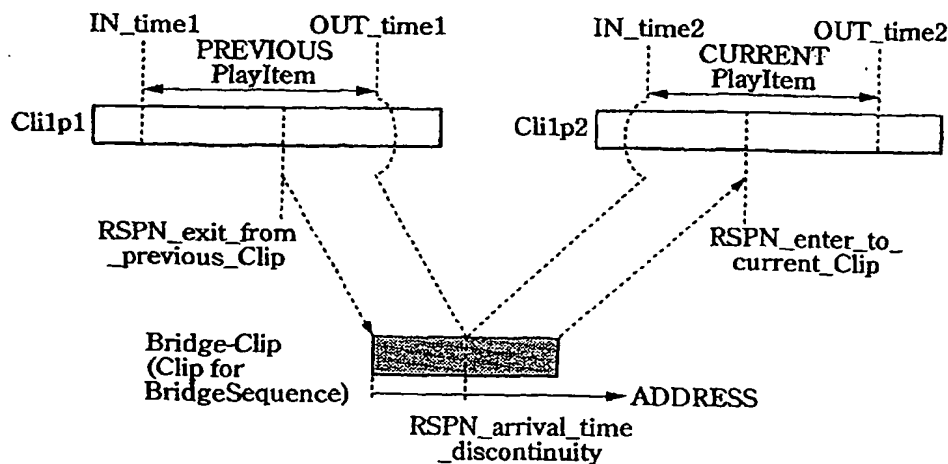 IN_time1
OUT_time1
PREVIOUS
PlayItem
IN_time2
OUT_time2
CURRENT
PlayItem
Cli1p1
Cli1p2
RSPN_exit_from
_previous_Clip
RSPN_enter_to_
current_Clip
Bridge-Clip
(Clip for
BridgeSequence)
ADDRESS
RSPN_arrival_time
_discontinuity